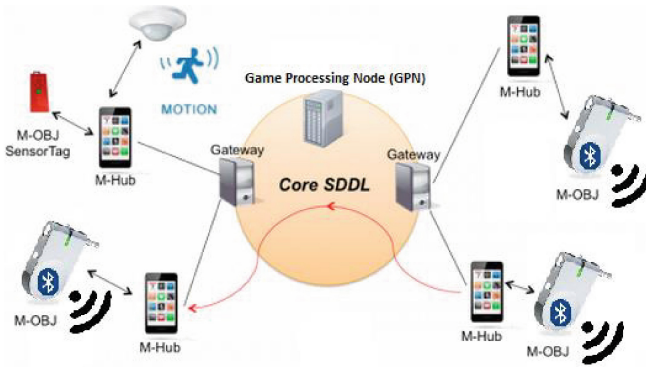 Game Processing Node (GPN)
MOTION
M-OBJ
SensorTag
M-Hub
Gateway
Gateway
Core SDDL
M-Hub
M-OBJ
M-OBJ
M-Hub
M-Hub
M-OBJ